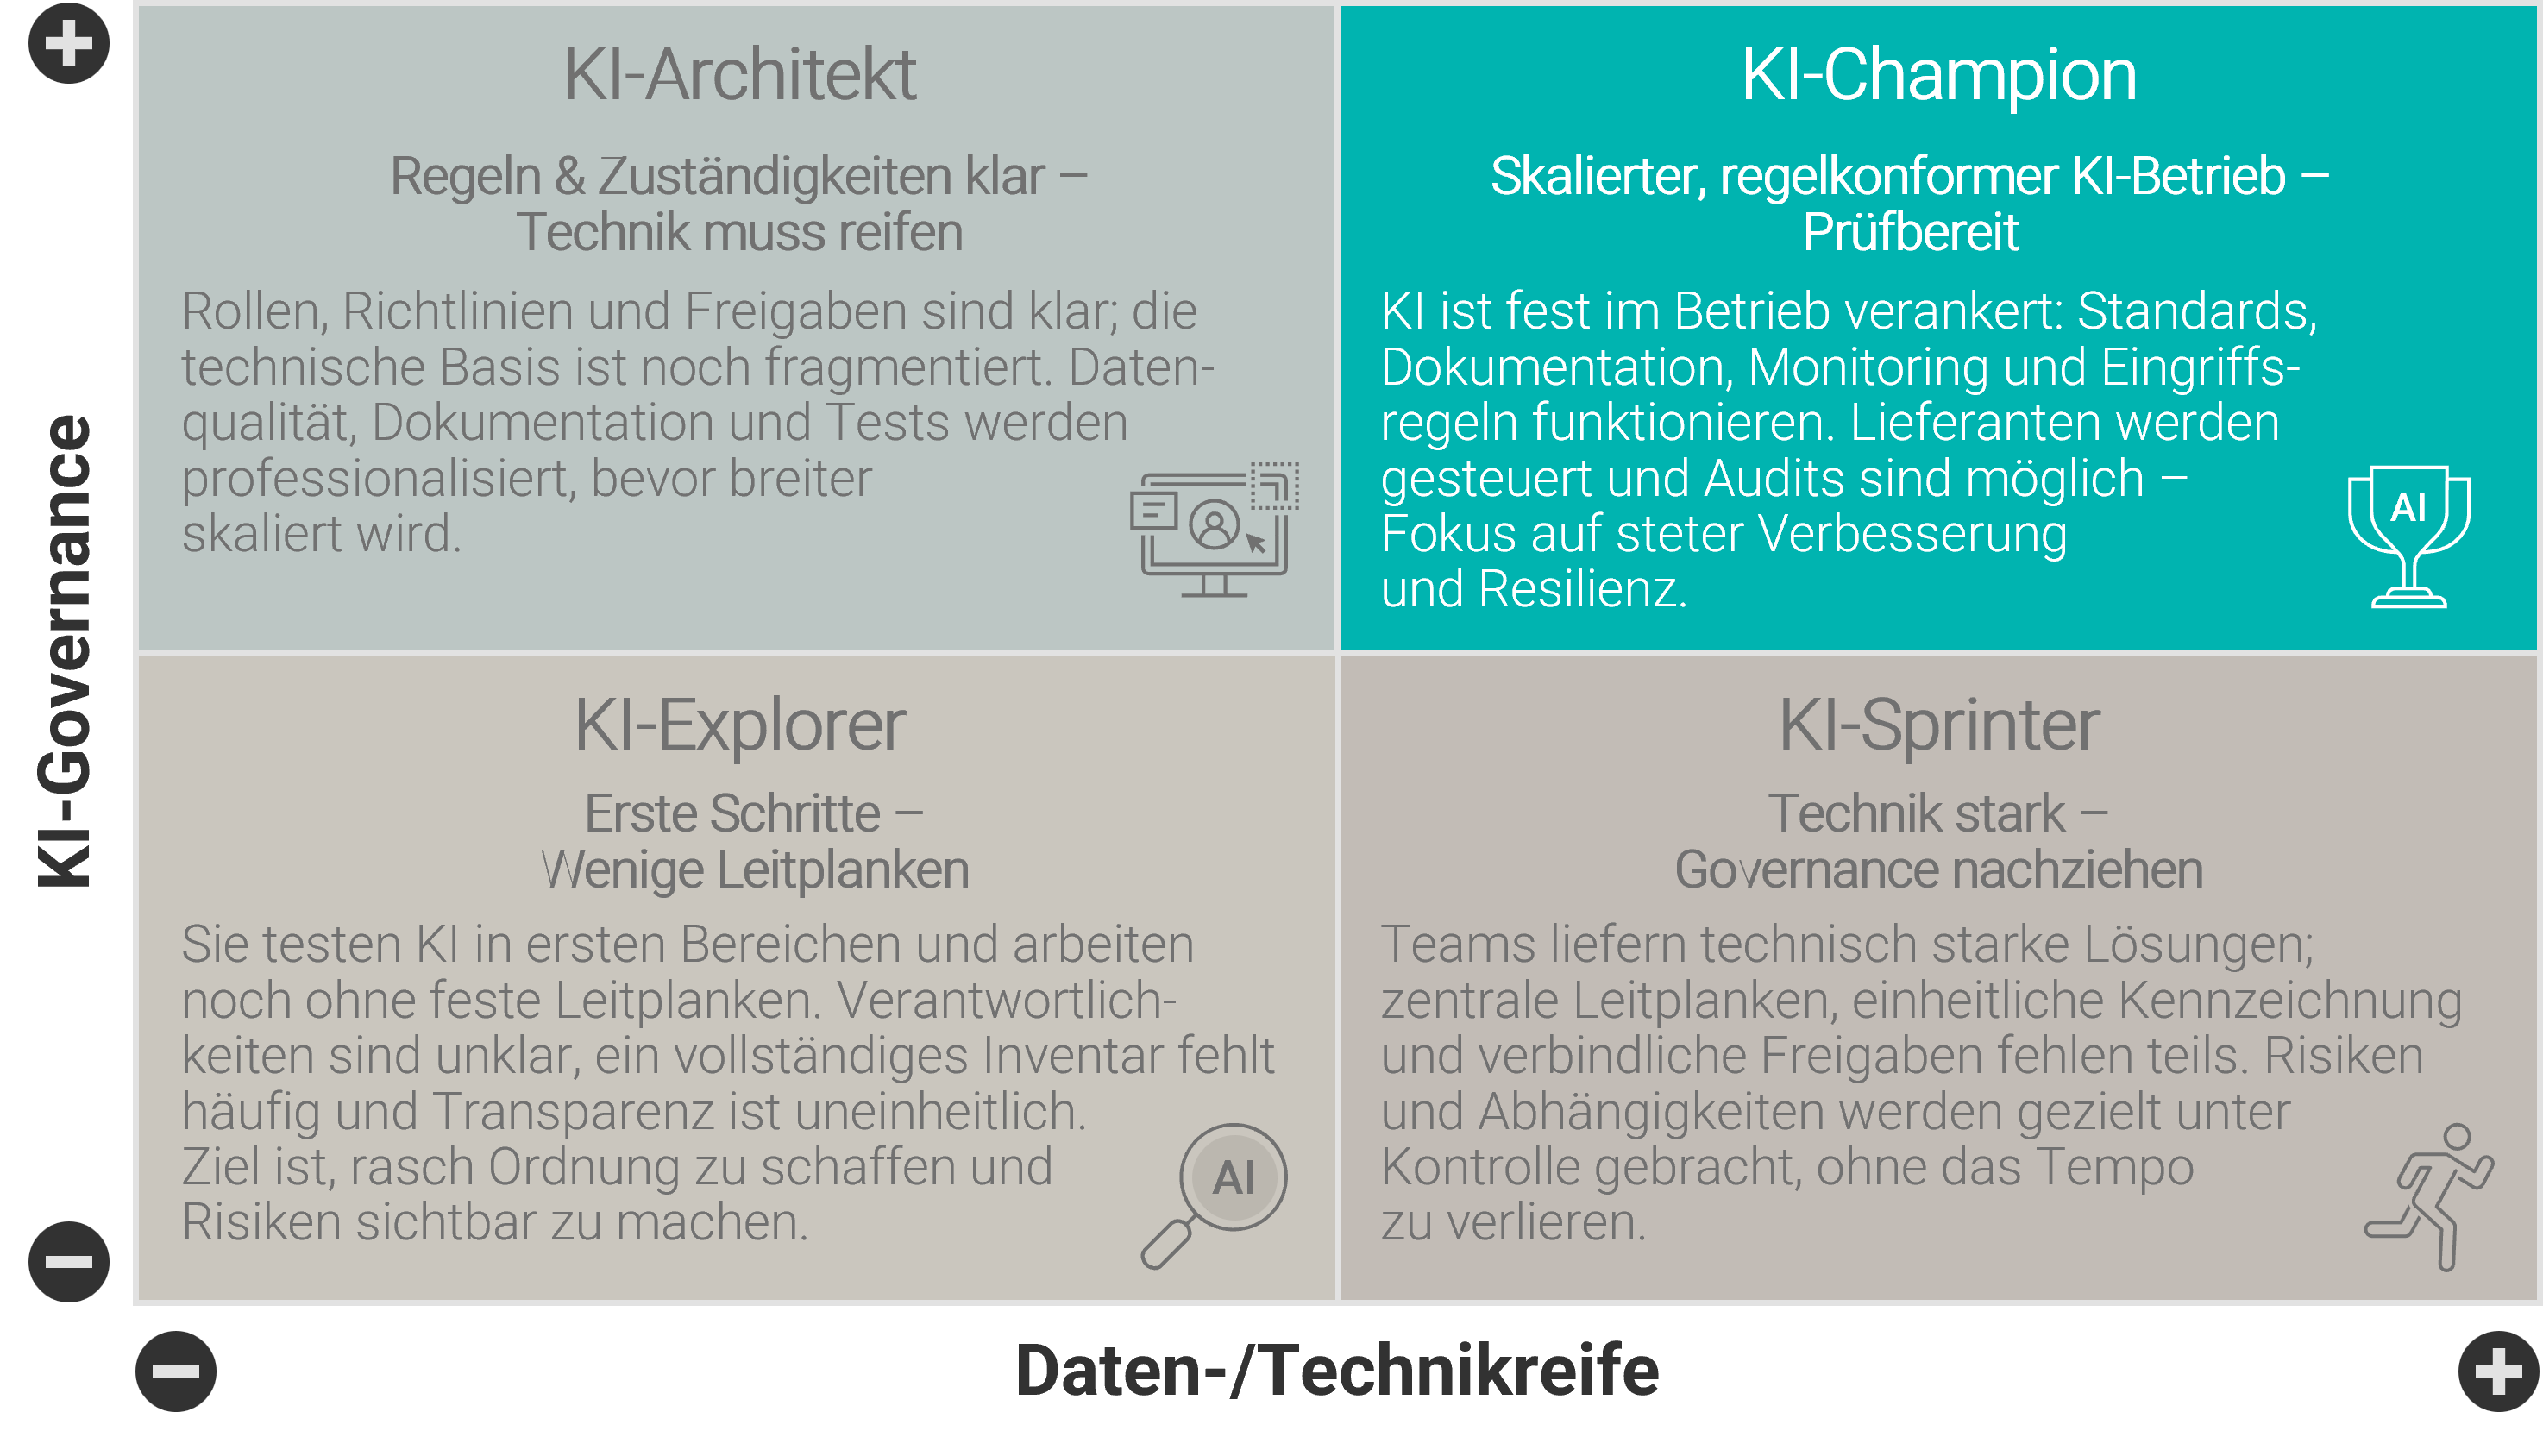 KI-Governance
KI-Architekt
Regeln & Zuständigkeiten klar –
Technik muss reifen
Rollen, Richtlinien und Freigaben sind klar; die
technische Basis ist noch fragmentiert. Daten-
qualität, Dokumentation und Tests werden
professionalisiert, bevor breiter
skaliert wird.
KI-Champion
Skalierter, regelkonformer KI-Betrieb –
Prüfbereit
KI ist fest im Betrieb verankert: Standards,
Dokumentation, Monitoring und Eingriffs-
regeln funktionieren. Lieferanten werden
gesteuert und Audits sind möglich –
Fokus auf steter Verbesserung
und Resilienz.
AI
KI-Explorer
Erste Schritte –
Wenige Leitplanken
Sie testen KI in ersten Bereichen und arbeiten
noch ohne feste Leitplanken. Verantwortlich-
keiten sind unklar, ein vollständiges Inventar fehlt
häufig und Transparenz ist uneinheitlich.
Ziel ist, rasch Ordnung zu schaffen und
Risiken sichtbar zu machen.
AI
KI-Sprinter
Technik stark –
Governance nachziehen
Teams liefern technisch starke Lösungen;
zentrale Leitplanken, einheitliche Kennzeichnung
und verbindliche Freigaben fehlen teils. Risiken
und Abhängigkeiten werden gezielt unter
Kontrolle gebracht, ohne das Tempo
zu verlieren.
Daten-/Technikreife